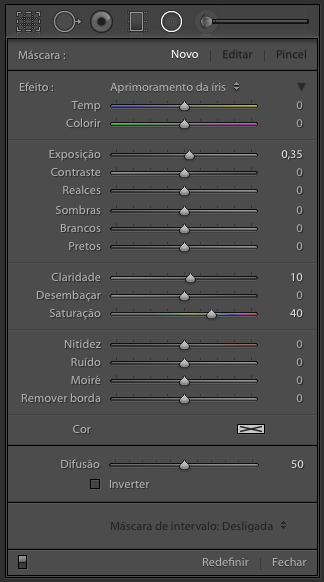 Máscara : Novo Editar Pincel
Efeito : Aprimoramento da íris
Temp 0
Colorir 0
Exposição 0,35
Contraste 0
Realces 0
Sombras 0
Brancos 0
Pretos 0
Claridade 10
Desembaçar 0
Saturação 40
Nitidez 0
Ruído 0
Moirè 0
Remover borda 0
Cor
Difusão 50
Inverter
Máscara de intervalo: Desligada
Redefinir Fechar